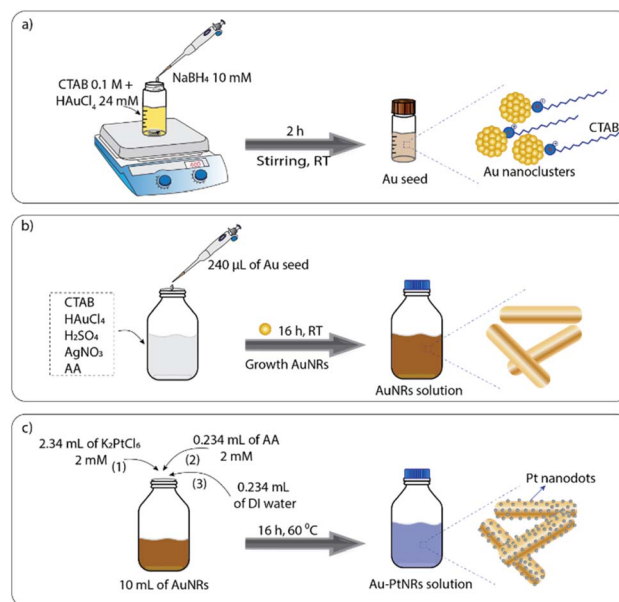 a)
CTAB 0.1 M +
HAuCl₄ 24 mM
NaBH₄ 10 mM
400
2 h
Stirring, RT
Au seed
CTAB
Au nanoclusters
b)
240 µL of Au seed
CTAB
HAuCl₄
H₂SO₄
AgNO₃
AA
16 h, RT
Growth AuNRs
AuNRs solution
c)
2.34 mL of K₂PtCl₆
2 mM
(1)
0.234 mL of AA
2 mM
(2)
(3)
0.234 mL
of DI water
10 mL of AuNRs
16 h, 60 ⁰C
Au-PtNRs solution
Pt nanodots